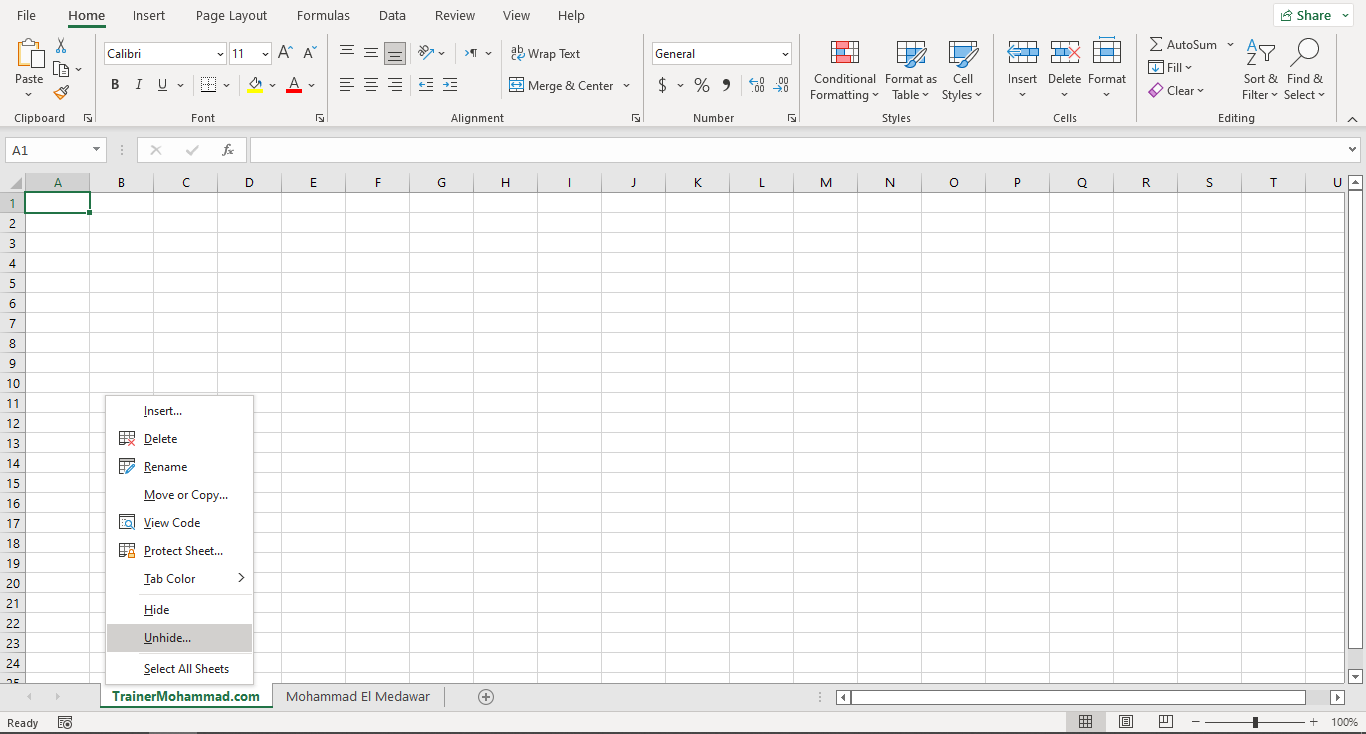 File Home Insert Page Layout Formulas Data Review View Help Share
Calibri 11 ab Wrap Text General AutoSum
Paste Conditional Format as Cell Insert Delete Format Fill Sort & Find &
B I U A Merge & Center $ % Formatting Table Styles Clear Filter Select
Clipboard Font Alignment Number Styles Cells Editing
A1 fx
A B C D E F G H I J K L M N O P Q R S T U
1
2
3
4
5
6
7
8
9
10
11
12
13
14
15
16
17
18
19
20
21
22
23
24
25
Insert...
Delete
Rename
Move or Copy...
View Code
Protect Sheet...
Tab Color
Hide
Unhide...
Select All Sheets
TrainerMohammad.com Mohammad El Medawar
Ready 100%